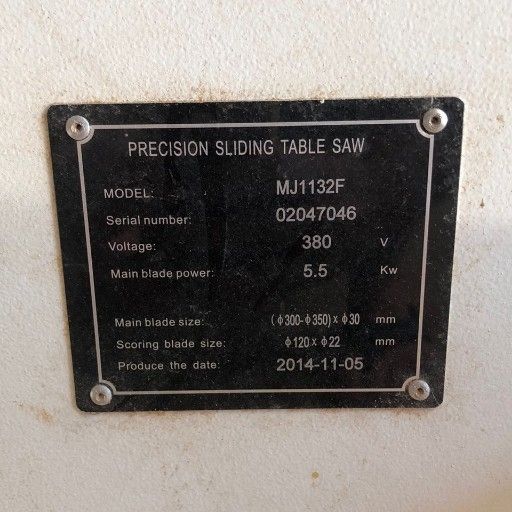 PRECISION SLIDING TABLE SAW
MODEL: MJ1132F
Serial number: 02047046
Voltage: 380 V
Main blade power: 5.5 Kw
Main blade size: (ϕ300-ϕ350)×ϕ30 mm
Scoring blade size: ϕ120×ϕ22 mm
Produce the date: 2014-11-05